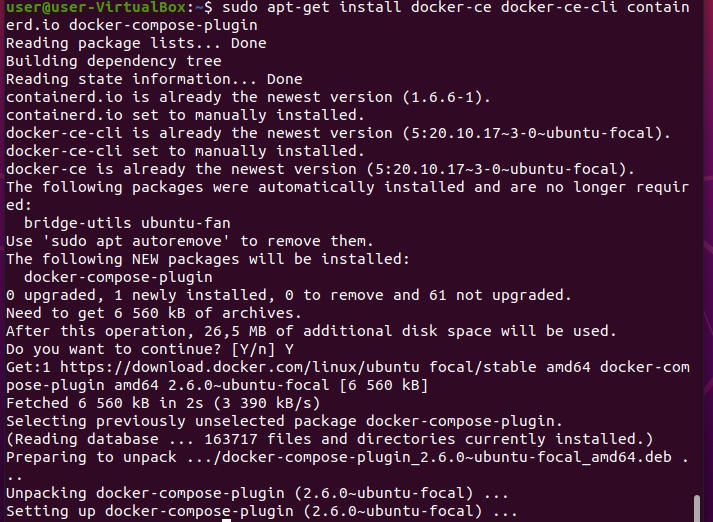 user@user-VirtualBox:~$ sudo apt-get install docker-ce docker-ce-cli contain
erd.io docker-compose-plugin
Reading package lists... Done
Building dependency tree
Reading state information... Done
containerd.io is already the newest version (1.6.6-1).
containerd.io set to manually installed.
docker-ce-cli is already the newest version (5:20.10.17~3-0~ubuntu-focal).
docker-ce-cli set to manually installed.
docker-ce is already the newest version (5:20.10.17~3-0~ubuntu-focal).
The following packages were automatically installed and are no longer requir
ed:
  bridge-utils ubuntu-fan
Use 'sudo apt autoremove' to remove them.
The following NEW packages will be installed:
  docker-compose-plugin
0 upgraded, 1 newly installed, 0 to remove and 61 not upgraded.
Need to get 6 560 kB of archives.
After this operation, 26,5 MB of additional disk space will be used.
Do you want to continue? [Y/n] Y
Get:1 https://download.docker.com/linux/ubuntu focal/stable amd64 docker-com
pose-plugin amd64 2.6.0~ubuntu-focal [6 560 kB]
Fetched 6 560 kB in 2s (3 390 kB/s)
Selecting previously unselected package docker-compose-plugin.
(Reading database ... 163717 files and directories currently installed.)
Preparing to unpack .../docker-compose-plugin_2.6.0~ubuntu-focal_amd64.deb .
..
Unpacking docker-compose-plugin (2.6.0~ubuntu-focal) ...
Setting up docker-compose-plugin (2.6.0~ubuntu-focal) ...